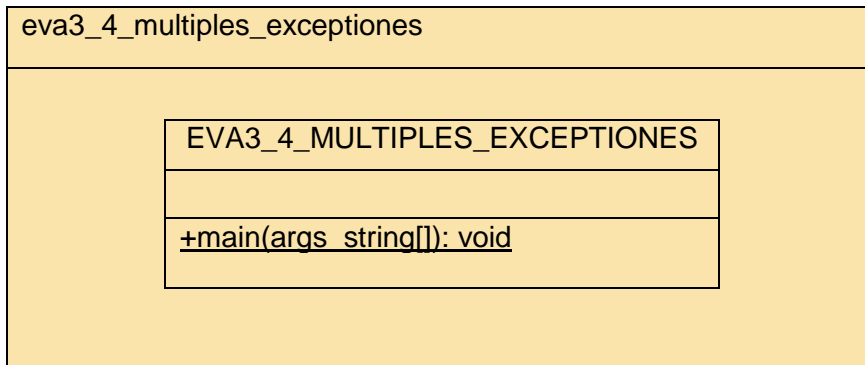 eva3_4_multiples_exceptiones
EVA3_4_MULTIPLES_EXCEPTIONES
+main(args_string[]): void